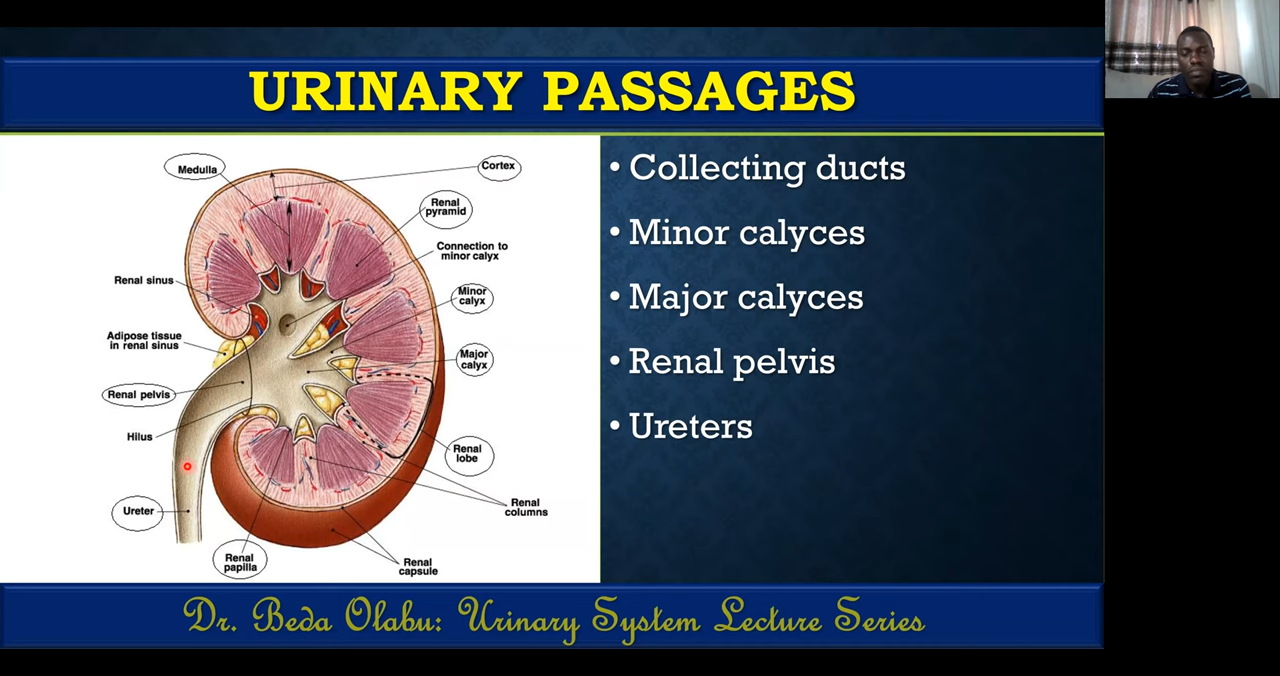 URINARY PASSAGES
Medulla
Cortex
Renal
pyramid
Connection to
minor calyx
Renal sinus
Minor
calyx
Adipose tissue
in renal sinus
Major
calyx
Renal pelvis
Hilus
Renal
lobe
Ureter
Renal
columns
Renal
papilla
Renal
capsule
• Collecting ducts
• Minor calyces
• Major calyces
• Renal pelvis
• Ureters
Dr. Beda Olabu: Urinary System Lecture Series